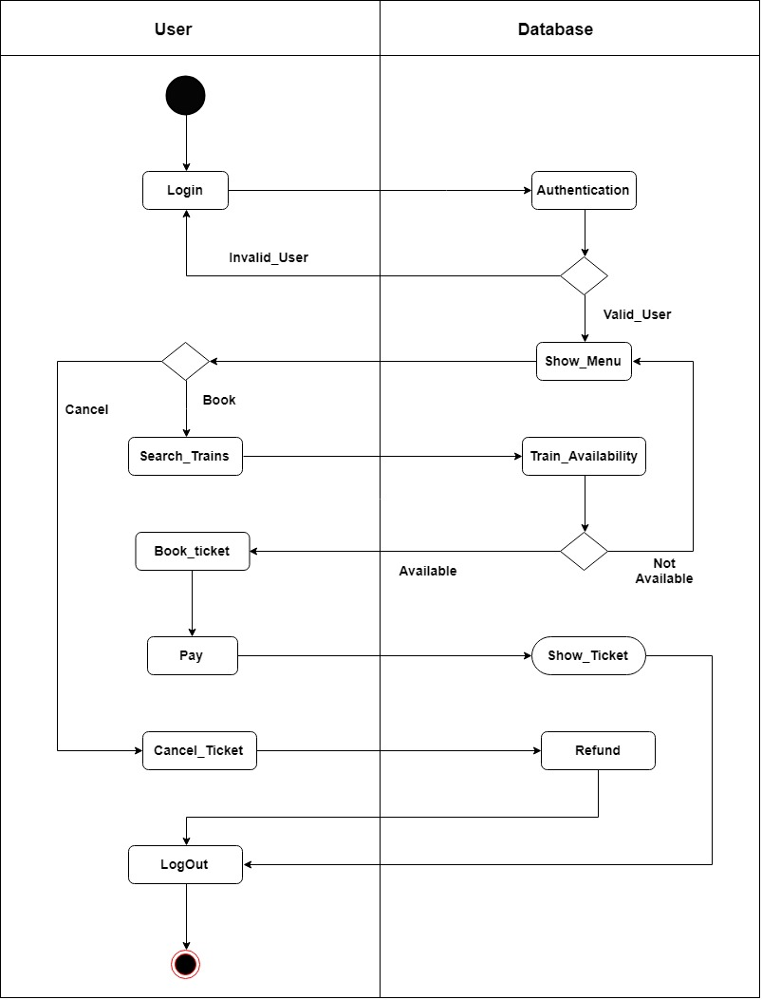 User
Database
Login
Authentication
Invalid_User
Valid_User
Show_Menu
Book
Cancel
Search_Trains
Train_Availability
Book_ticket
Available
Not
Available
Pay
Show_Ticket
Cancel_Ticket
Refund
LogOut